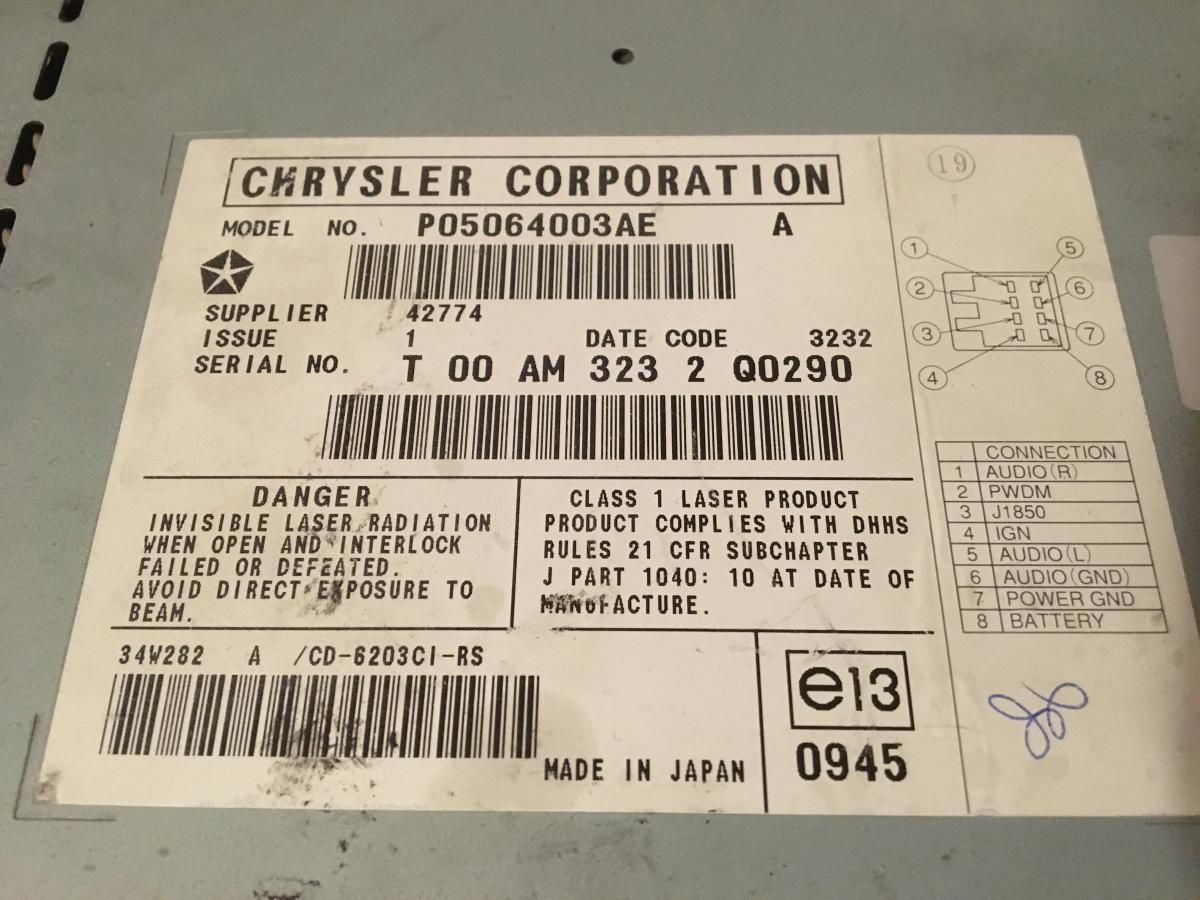 CHRYSLER CORPORATION
MODEL NO. P05064003AE A
SUPPLIER 42774
ISSUE 1 DATE CODE 3232
SERIAL NO. T 00 AM 323 2 Q0290
DANGER
INVISIBLE LASER RADIATION
WHEN OPEN AND INTERLOCK
FAILED OR DEFEATED.
AVOID DIRECT EXPOSURE TO
BEAM.
CLASS 1 LASER PRODUCT
PRODUCT COMPLIES WITH DHHS
RULES 21 CFR SUBCHAPTER
J PART 1040: 10 AT DATE OF
MANUFACTURE.
34W282 A /CD-6203CI-RS
MADE IN JAPAN
e13
0945
19
1 5
2 6
3 7
4 8
CONNECTION
1 AUDIO(R)
2 PWDM
3 J1850
4 IGN
5 AUDIO(L)
6 AUDIO(GND)
7 POWER GND
8 BATTERY